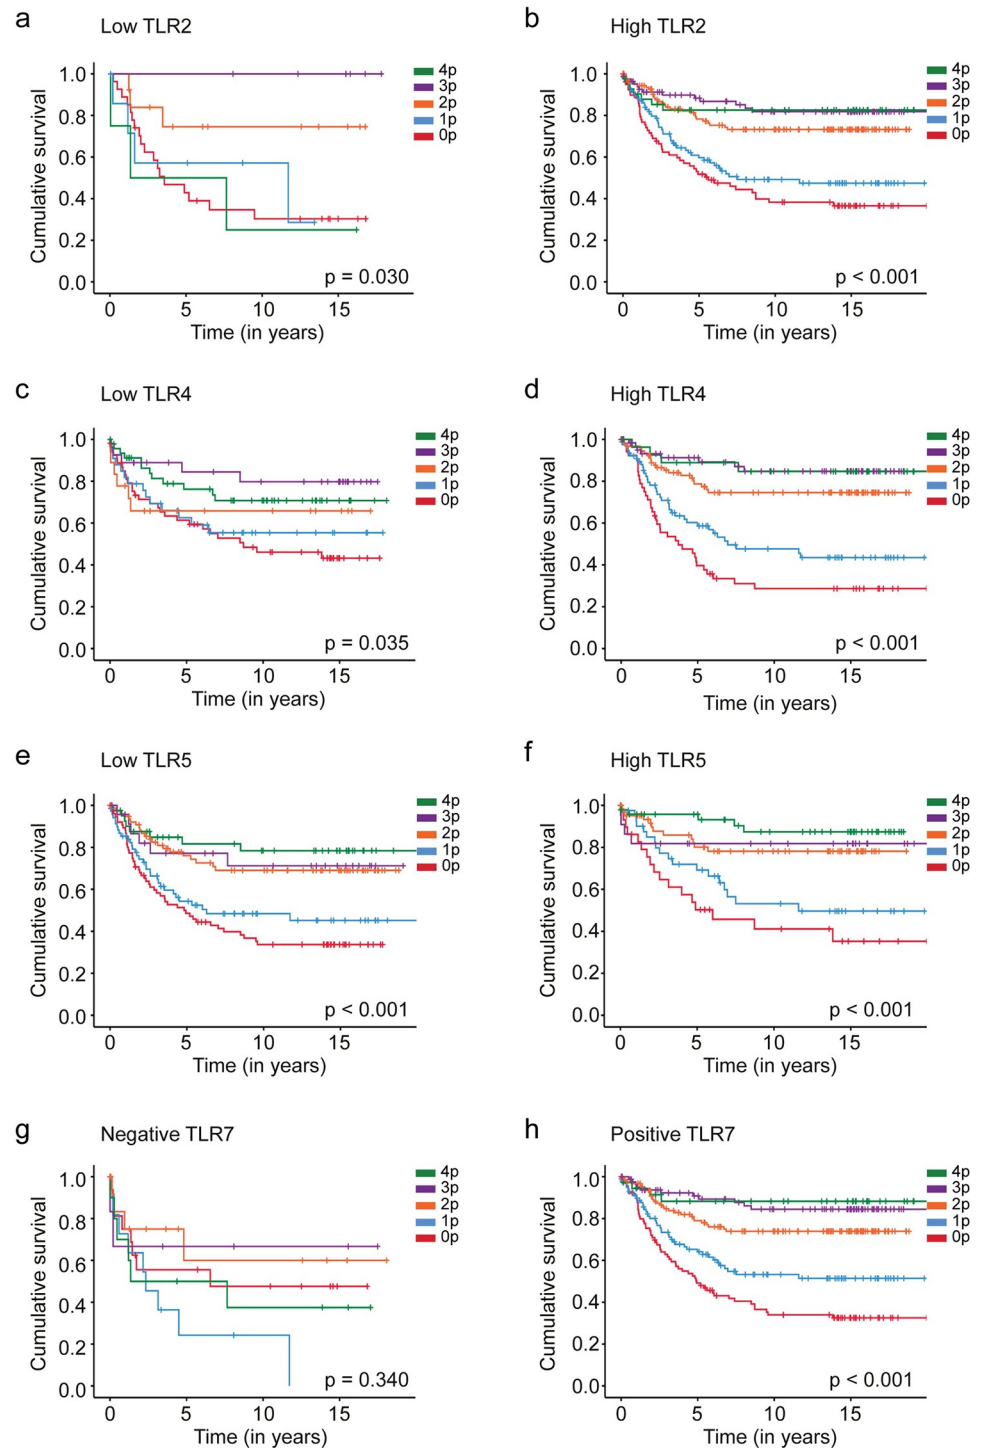 a
Low TLR2
Cumulative survival
1.0
0.8
0.6
0.4
0.2
0.0
4p
3p
2p
1p
0p
p = 0.030
0 5 10 15
Time (in years)
b
High TLR2
Cumulative survival
1.0
0.8
0.6
0.4
0.2
0.0
4p
3p
2p
1p
0p
p < 0.001
0 5 10 15
Time (in years)
c
Low TLR4
Cumulative survival
1.0
0.8
0.6
0.4
0.2
0.0
4p
3p
2p
1p
0p
p = 0.035
0 5 10 15
Time (in years)
d
High TLR4
Cumulative survival
1.0
0.8
0.6
0.4
0.2
0.0
4p
3p
2p
1p
0p
p < 0.001
0 5 10 15
Time (in years)
e
Low TLR5
Cumulative survival
1.0
0.8
0.6
0.4
0.2
0.0
4p
3p
2p
1p
0p
p < 0.001
0 5 10 15
Time (in years)
f
High TLR5
Cumulative survival
1.0
0.8
0.6
0.4
0.2
0.0
4p
3p
2p
1p
0p
p < 0.001
0 5 10 15
Time (in years)
g
Negative TLR7
Cumulative survival
1.0
0.8
0.6
0.4
0.2
0.0
4p
3p
2p
1p
0p
p = 0.340
0 5 10 15
Time (in years)
h
Positive TLR7
Cumulative survival
1.0
0.8
0.6
0.4
0.2
0.0
4p
3p
2p
1p
0p
p < 0.001
0 5 10 15
Time (in years)